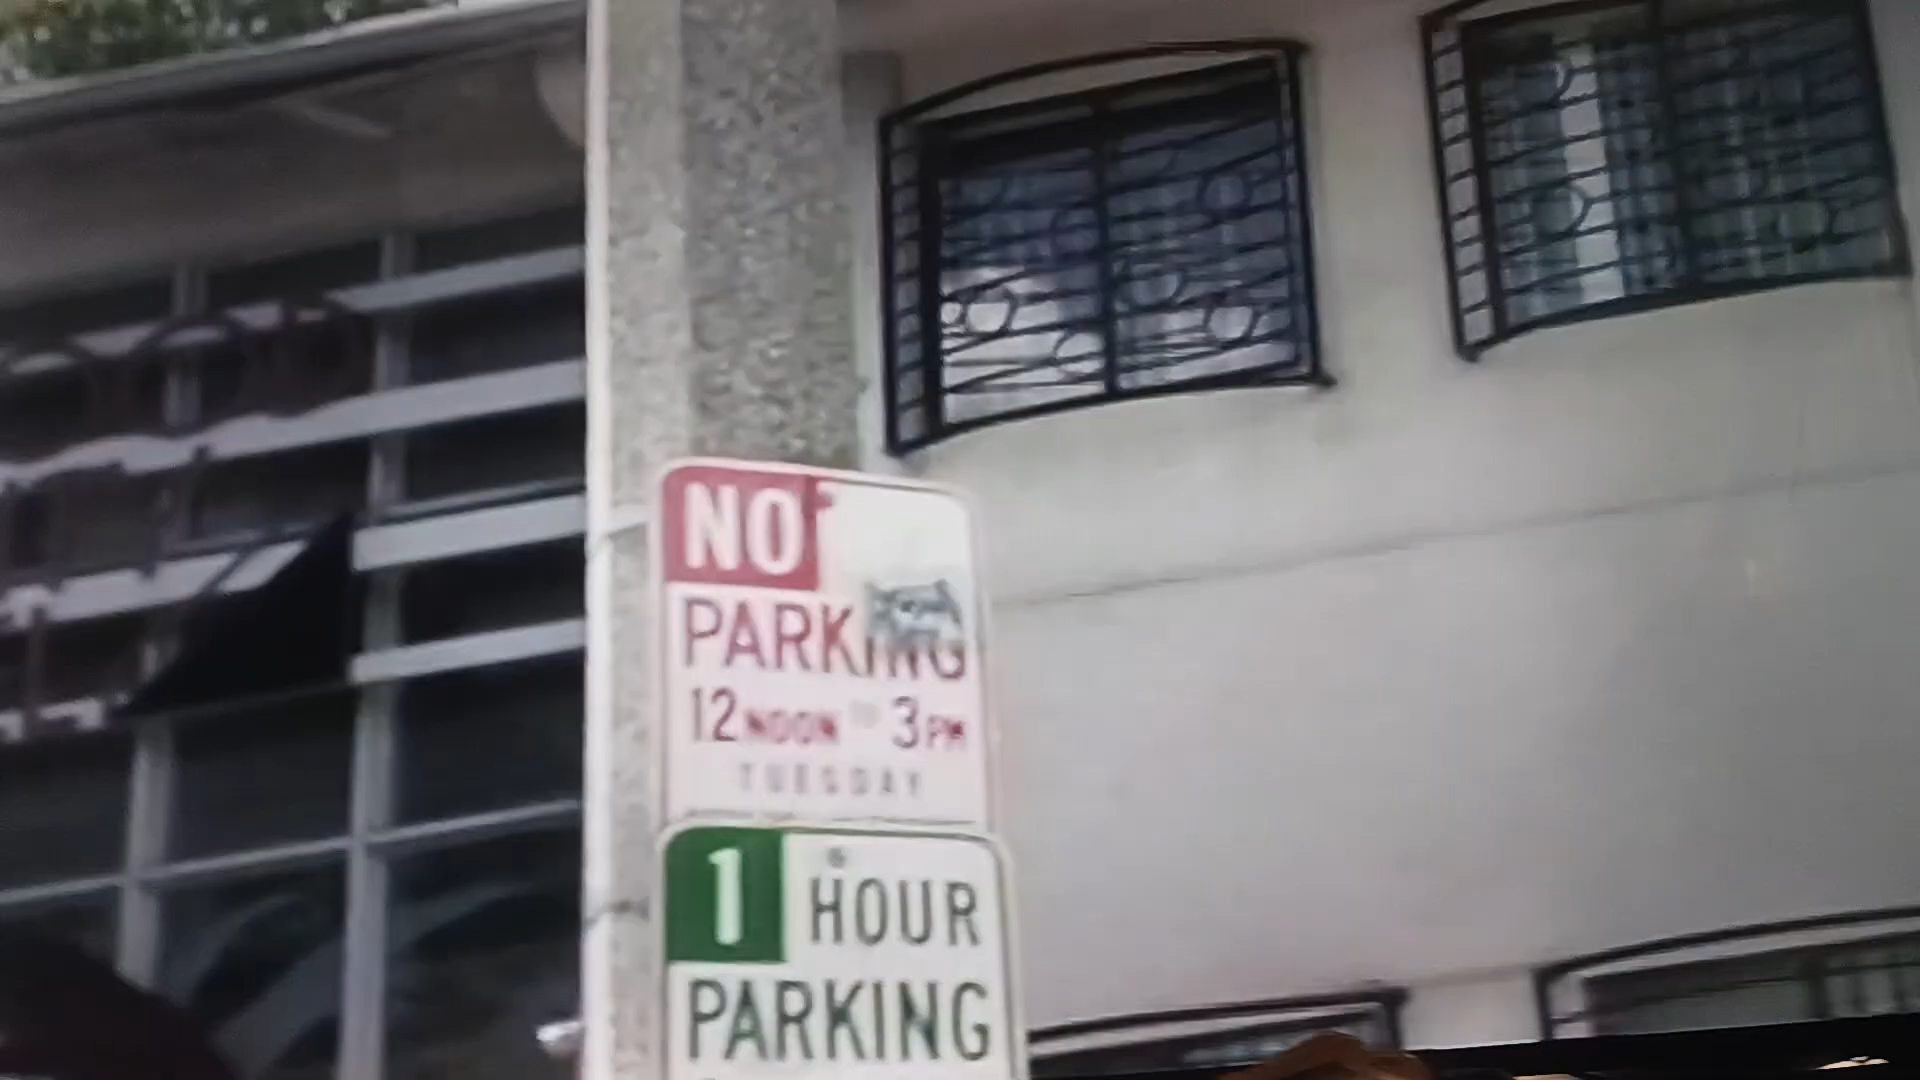 NO
PARKING
12 NOON TO 3 PM
TUESDAY
1 HOUR
PARKING